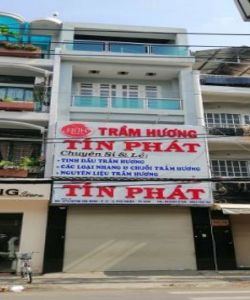 TRẦM HƯƠNG
TÍN PHÁT
Chuyên Sỉ & Lẻ:
• TINH DẦU TRẦM HƯƠNG
• CÁC LOẠI NHANG Ụ CHUỖI TRẦM HƯƠNG
• NGUYÊN LIỆU TRẦM HƯƠNG
TÍN PHÁT